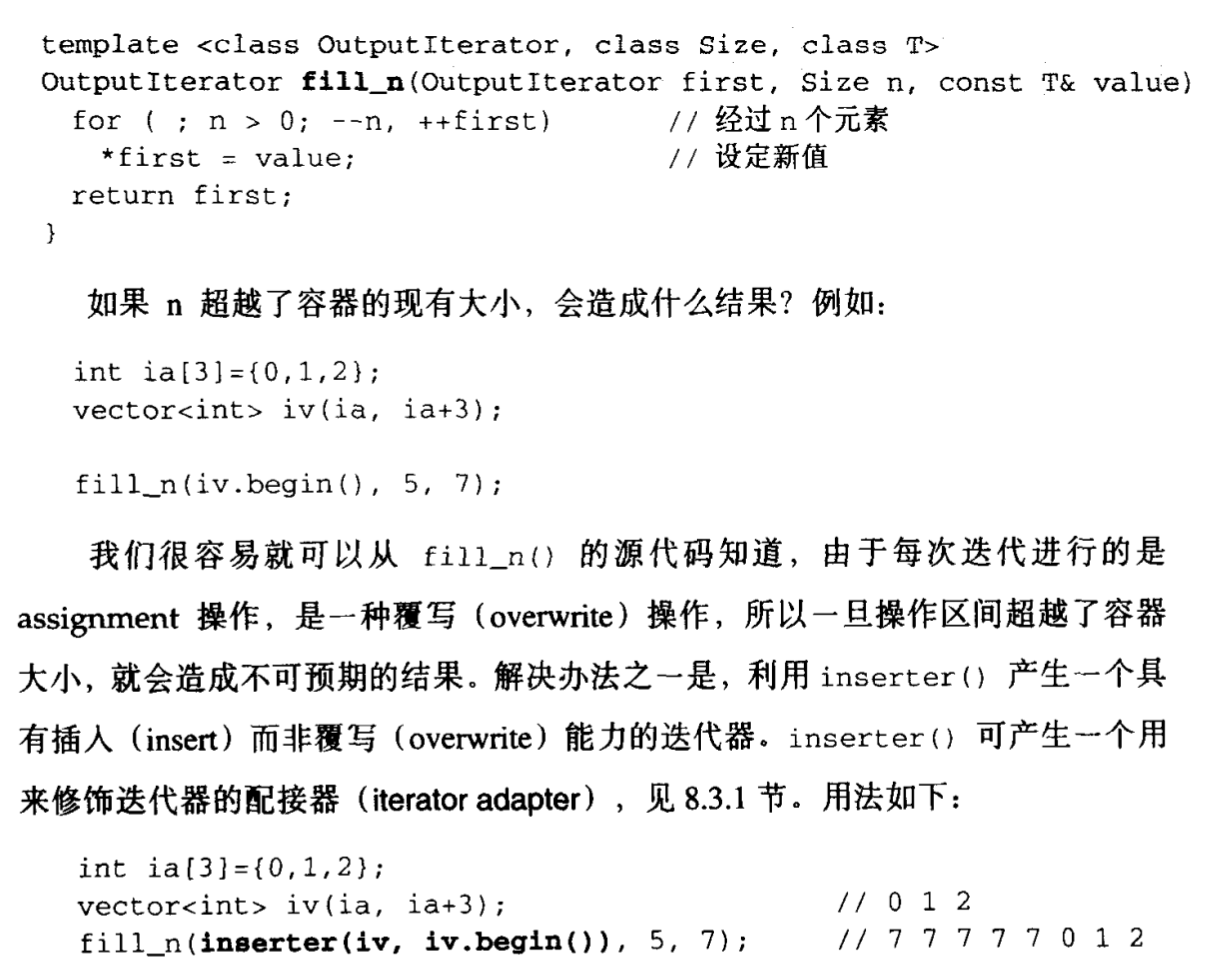 template <class OutputIterator, class Size, class T>
OutputIterator fill_n(OutputIterator first, Size n, const T& value)
for ( ; n > 0; --n, ++first) // 经过 n 个元素
*first = value; // 设定新值
return first;
}
如果 n 超越了容器的现有大小，会造成什么结果？例如：
int ia[3]={0,1,2};
vector<int> iv(ia, ia+3);
fill_n(iv.begin(), 5, 7);
我们很容易就可以从 fill_n() 的源代码知道，由于每次迭代进行的是
assignment 操作，是一种覆写（overwrite）操作，所以一旦操作区间超越了容器
大小，就会造成不可预期的结果。解决办法之一是，利用 inserter() 产生一个具
有插入（insert）而非覆写（overwrite）能力的迭代器。inserter() 可产生一个用
来修饰迭代器的配接器（iterator adapter），见 8.3.1 节。用法如下：
int ia[3]={0,1,2};
vector<int> iv(ia, ia+3); // 0 1 2
fill_n(inserter(iv, iv.begin()), 5, 7); // 7 7 7 7 7 0 1 2